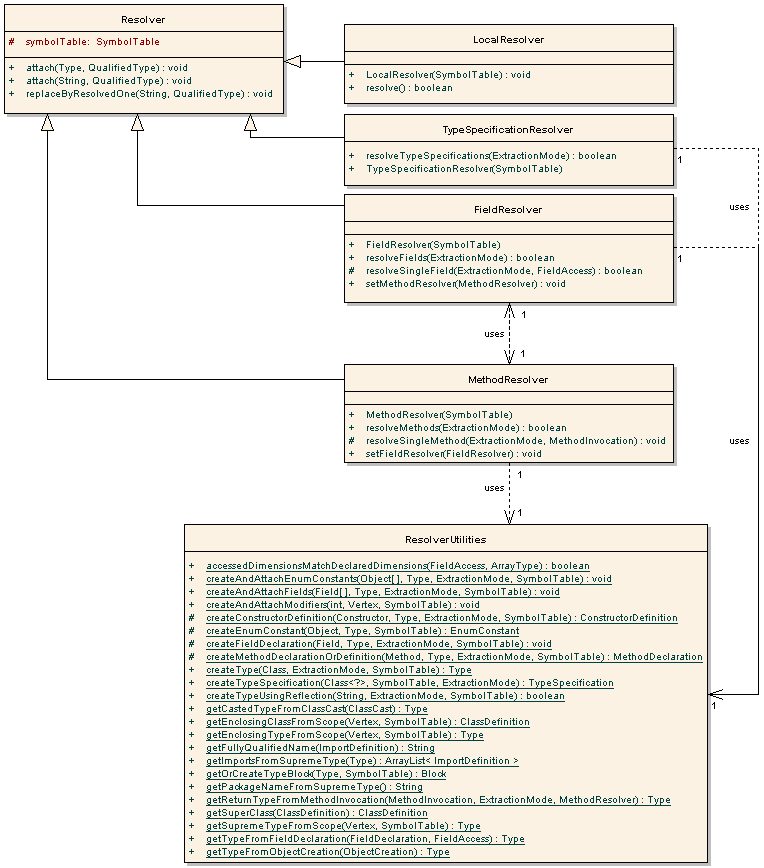 Resolver
# symbolTable: SymbolTable
+ attach(Type, QualifiedType) : void
+ attach(String, QualifiedType) : void
+ replaceByResolvedOne(String, QualifiedType) : void
LocalResolver
+ LocalResolver(SymbolTable) : void
+ resolve() : boolean
TypeSpecificationResolver
+ resolveTypeSpecifications(ExtractionMode) : boolean
+ TypeSpecificationResolver(SymbolTable)
1
uses
FieldResolver
+ FieldResolver(SymbolTable)
+ resolveFields(ExtractionMode) : boolean
# resolveSingleField(ExtractionMode, FieldAccess) : boolean
+ setMethodResolver(MethodResolver) : void
1
1
uses
1
MethodResolver
+ MethodResolver(SymbolTable)
+ resolveMethods(ExtractionMode) : boolean
# resolveSingleMethod(ExtractionMode, MethodInvocation) : void
+ setFieldResolver(FieldResolver) : void
uses
1
uses
1
ResolverUtilities
+ accessedDimensionsMatchDeclaredDimensions(FieldAccess, ArrayType) : boolean
+ createAndAttachEnumConstants(Object[], Type, ExtractionMode, SymbolTable) : void
+ createAndAttachFields(Field[], Type, ExtractionMode, SymbolTable) : void
+ createAndAttachModifiers(int, Vertex, SymbolTable) : void
# createConstructorDefinition(Constructor, Type, ExtractionMode, SymbolTable) : ConstructorDefinition
# createEnumConstant(Object, Type, SymbolTable) : EnumConstant
# createFieldDeclaration(Field, Type, ExtractionMode, SymbolTable) : void
# createMethodDeclarationOrDefinition(Method, Type, ExtractionMode, SymbolTable) : MethodDeclaration
+ createType(Class, ExtractionMode, SymbolTable) : Type
+ createTypeSpecification(Class<?>, SymbolTable, ExtractionMode) : TypeSpecification
+ createTypeUsingReflection(String, ExtractionMode, SymbolTable) : boolean
+ getCastedTypeFromClassCast(ClassCast) : Type
+ getEnclosingClassFromScope(Vertex, SymbolTable) : ClassDefinition
+ getEnclosingTypeFromScope(Vertex, SymbolTable) : Type
+ getFullyQualifiedName(ImportDefinition) : String
+ getImportsFromSupremeType(Type) : ArrayList< ImportDefinition >
+ getOrCreateTypeBlock(Type, SymbolTable) : Block
+ getPackageNameFromSupremeType() : String
+ getReturnTypeFromMethodInvocation(MethodInvocation, ExtractionMode, MethodResolver) : Type
+ getSuperClass(ClassDefinition) : ClassDefinition
+ getSupremeTypeFromScope(Vertex, SymbolTable) : Type
+ getTypeFromFieldDeclaration(FieldDeclaration, FieldAccess) : Type
+ getTypeFromObjectCreation(ObjectCreation) : Type
1